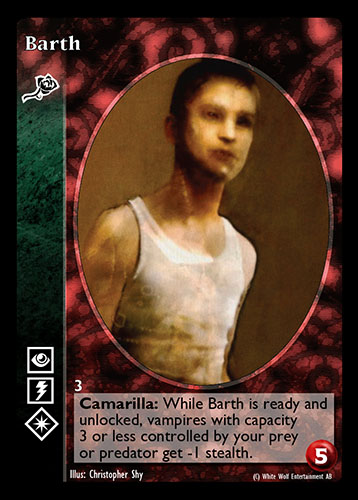 Barth
3
Camarilla: While Barth is ready and
unlocked, vampires with capacity
3 or less controlled by your prey
or predator get -1 stealth.
5
Illus: Christopher Shy
(C) White Wolf Entertainment AB